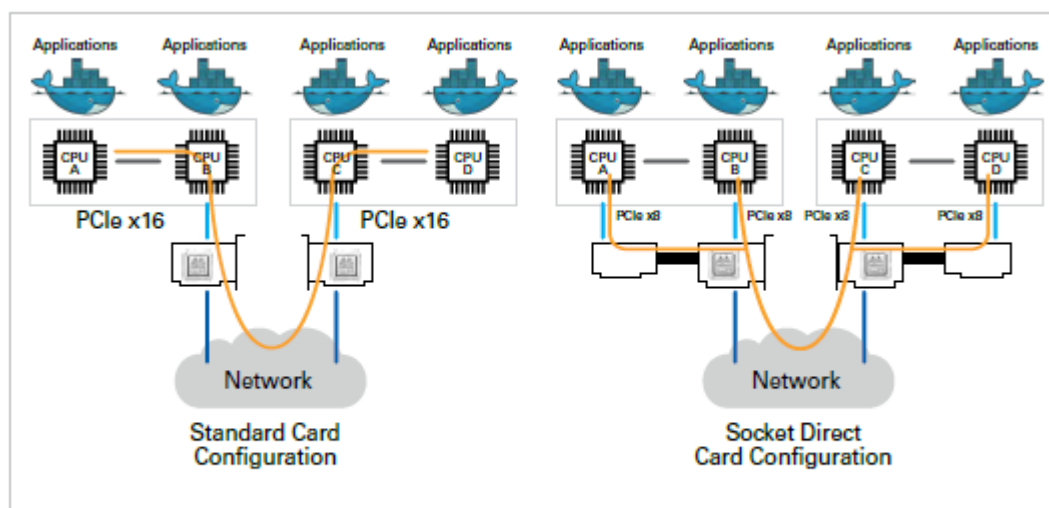 Applications Applications Applications Applications Applications Applications Applications Applications
CPU A CPU B CPU C CPU D CPU A CPU B CPU C CPU D
PCIe x16 PCIe x16 PCIe x8 PCIe x8 PCIe x8 PCIe x8
Network Network
Standard Card
Configuration
Socket Direct
Card Configuration